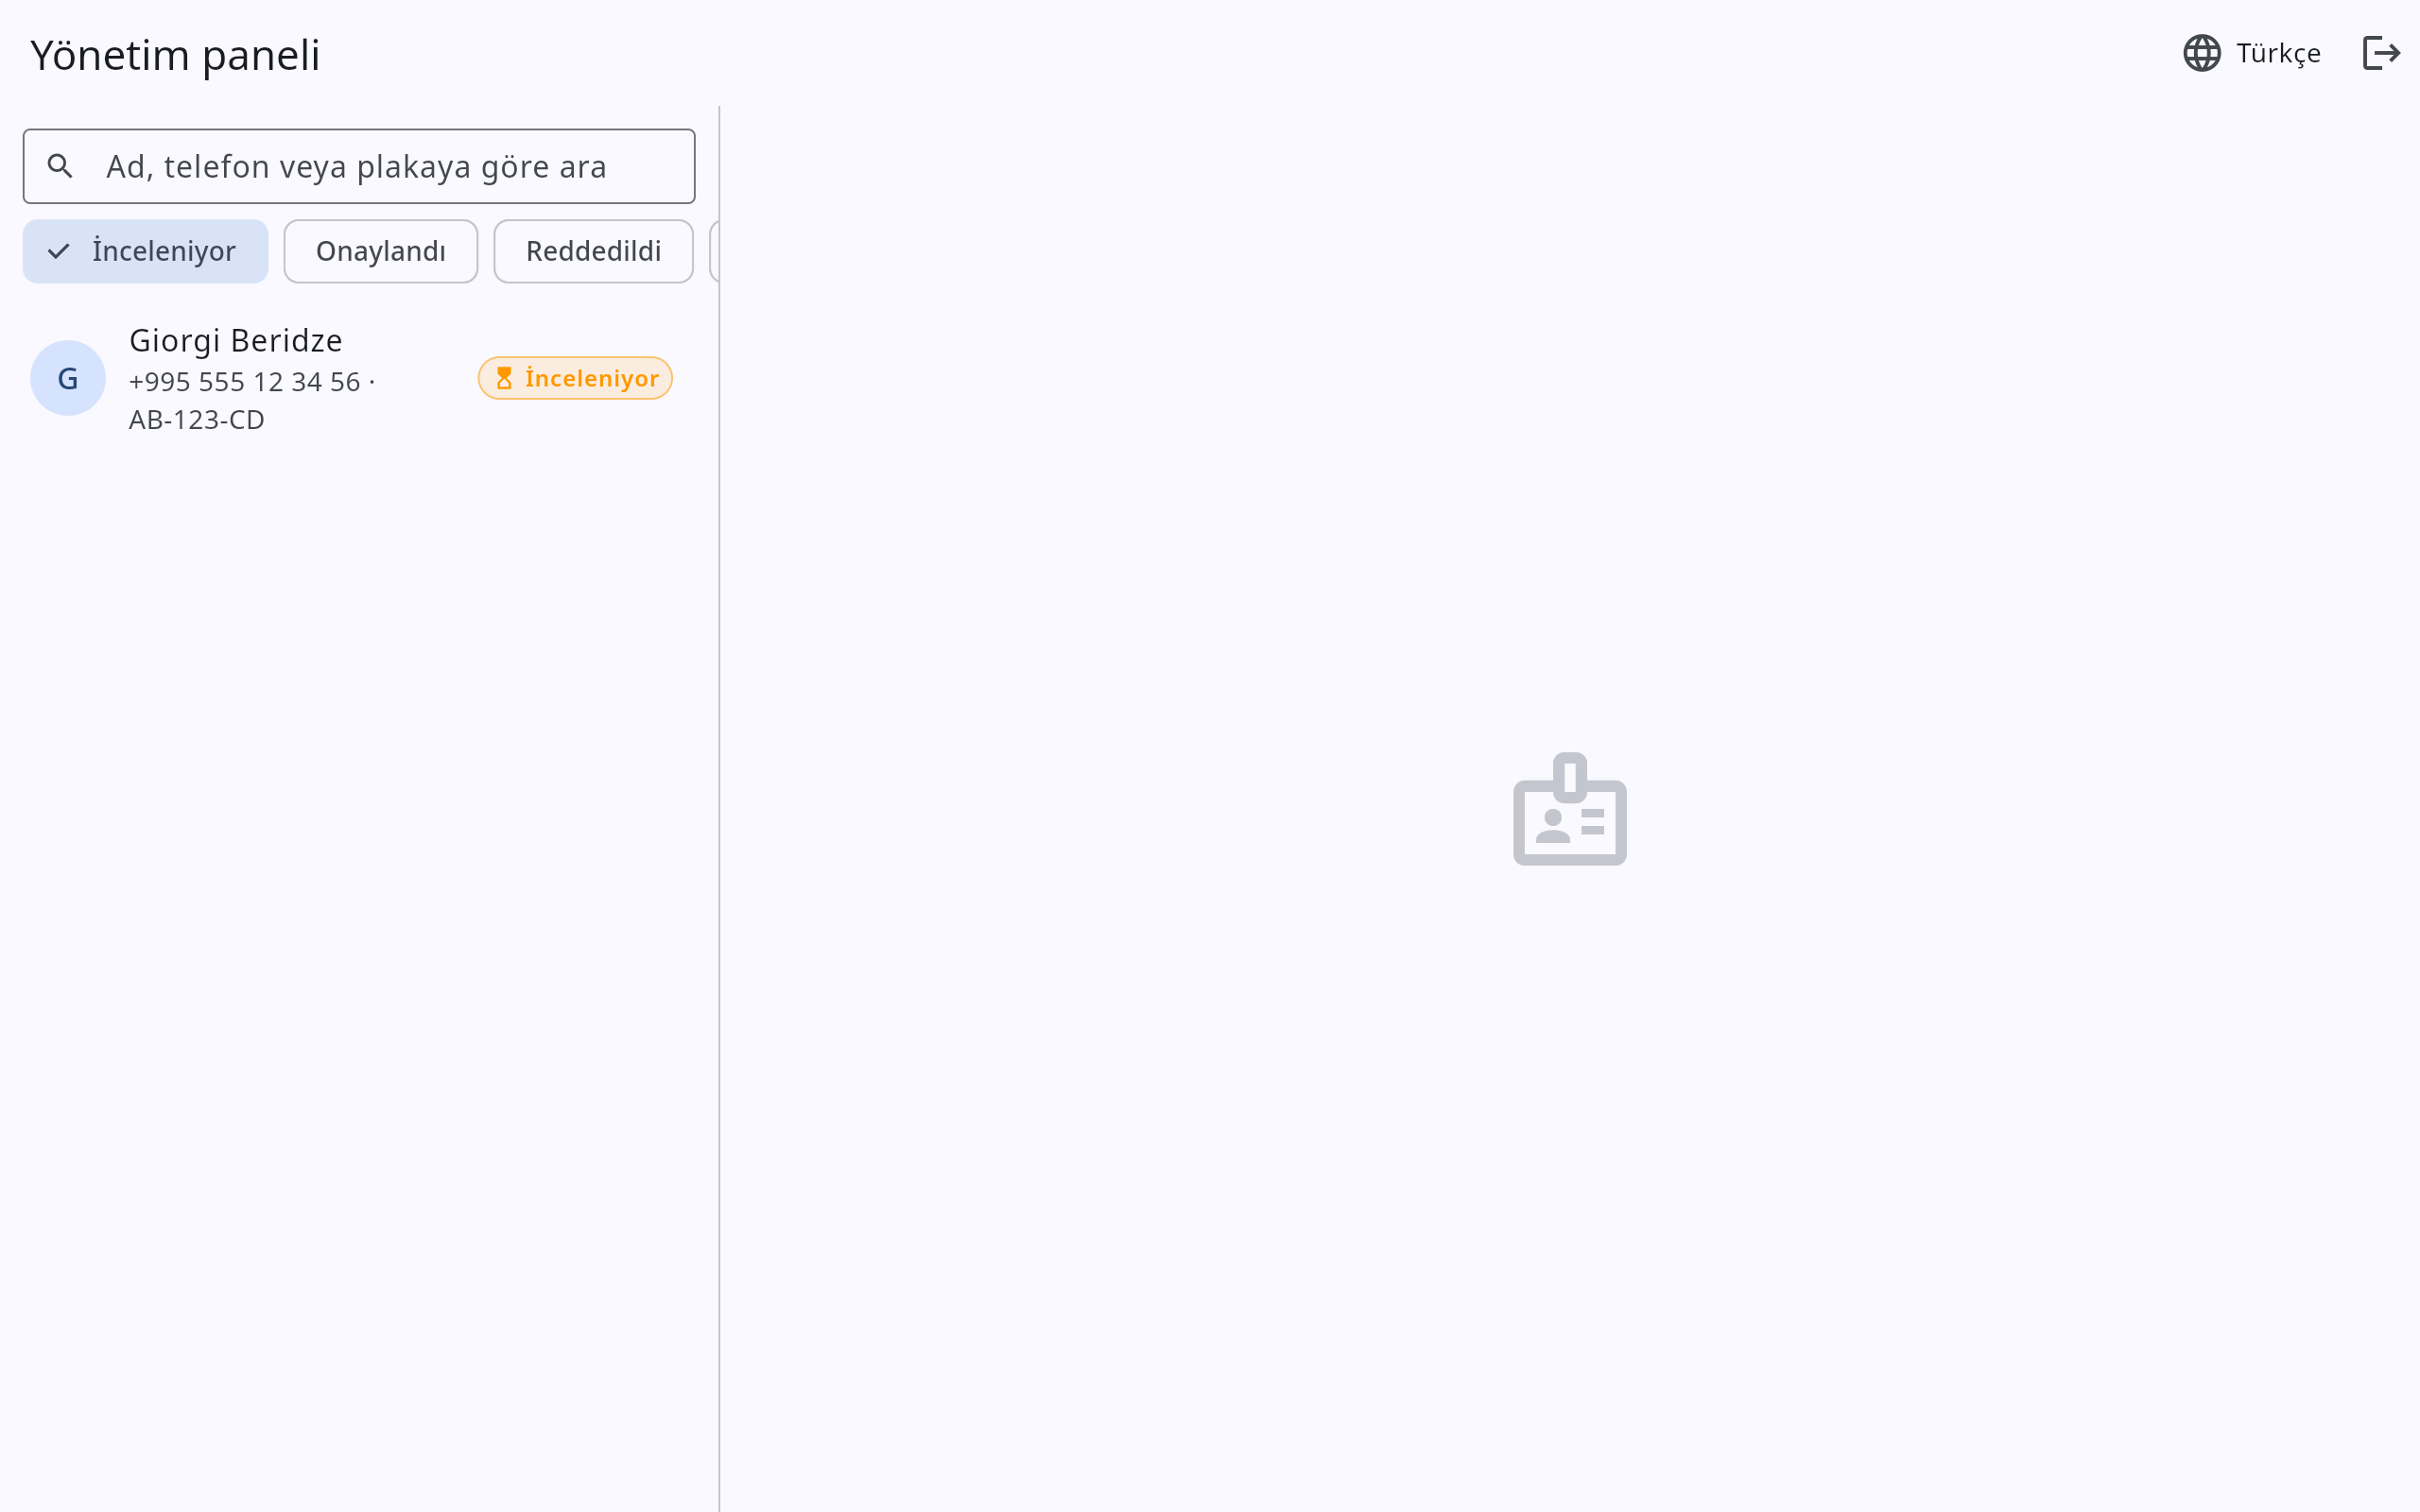 Yönetim paneli
Türkçe
Ad, telefon veya plakaya göre ara
İnceleniyor
Onaylandı
Reddedildi
G
Giorgi Beridze
+995 555 12 34 56 ·
AB-123-CD
İnceleniyor